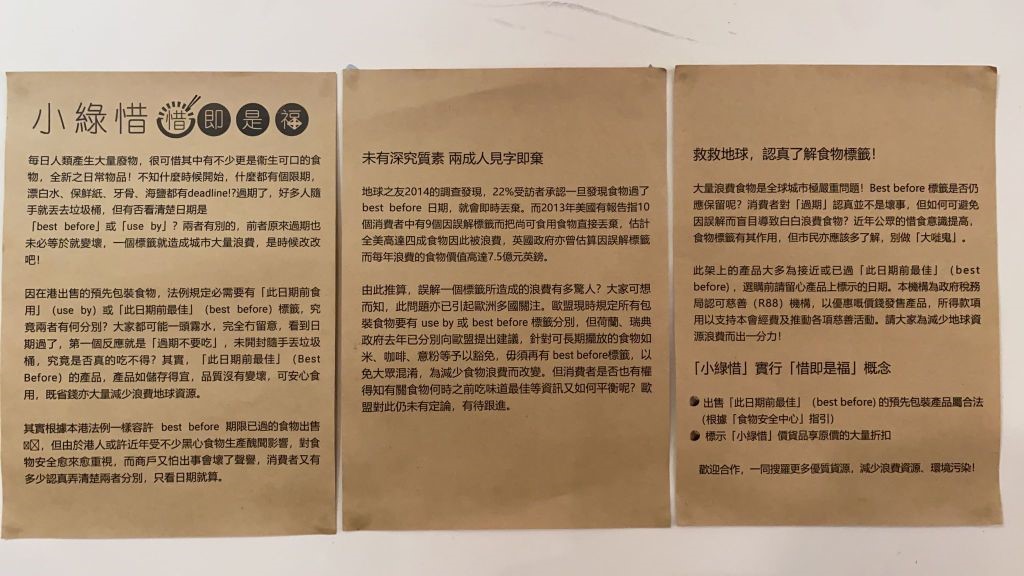 小綠惜 惜即是福
每日人類產生大量廢物，很可惜其中有不少更是衞生可口的食
物，全新之日常物品！不知什麼時候開始，什麼都有個限期，
漂白水、保鮮紙、牙骨、海鹽都有deadline!?過期了，好多人隨
手就丟去垃圾桶，但有否看清楚日期是
「best before」或「use by」? 兩者有別的，前者原來過期也
未必等於就變壞，一個標籤就造成城市大量浪費，是時候改改
吧！
因在港出售的預先包裝食物，法例規定必需要有「此日期前食
用」(use by) 或「此日期前最佳」(best before) 標籤，究
竟兩者有何分別？大家都可能一頭霧水，完全冇留意，看到日
期過了，第一個反應就是「過期不要吃」，未開封隨手丟垃圾
桶，究竟是否真的吃不得？其實，「此日期前最佳」（Best
Before) 的產品，產品如儲存得宜，品質沒有變壞，可安心食
用，既省錢亦大量減少浪費地球資源。
其實根據本港法例一樣容許 best before 期限已過的食物出售
，但由於港人或許近年受不少黑心食物生產醜聞影響，對食
物安全愈來愈重視，而商戶又怕出事會壞了聲譽，消費者又有
多少認真弄清楚兩者分別，只看日期就算。
未有深究質素 兩成人見字即棄
地球之友2014的調查發現，22%受訪者承認一旦發現食物過了
best before 日期，就會即時丟棄。而2013年美國有報告指10
個消費者中有9個因誤解標籤而把尚可食用食物直接丟棄，估計
全美高達四成食物因此被浪費，英國政府亦曾估算因誤解標籤
而每年浪費的食物價值高達7.5億元英鎊。
由此推算，誤解一個標籤所造成的浪費有多驚人？大家可想
而知，此問題亦已引起歐洲多國關注。歐盟現時規定所有包
裝食物要有 use by 或 best before 標籤分別，但荷蘭、瑞典
政府去年已分別向歐盟提出建議，針對可長期擺放的食物如
米、咖啡、意粉等予以豁免，毋須再有 best before標籤，以
免大眾混淆，為減少食物浪費而改變。但消費者是否也有權
得知有關食物何時之前吃味道最佳等資訊又如何平衡呢？歐
盟對此仍未有定論，有待跟進。
救救地球，認真了解食物標籤！
大量浪費食物是全球城市極嚴重問題！Best before 標籤是否仍
應保留呢？消費者對「過期」認真並不是壞事，但如何可避免
因誤解而盲目導致白白浪費食物？近年公眾的惜食意識提高，
食物標籤有其作用，但市民亦應該多了解，別做「大嘥鬼」。
此架上的產品大多為接近或已過「此日期前最佳」(best
before)，選購前請留心產品上標示的日期。本機構為政府稅務
局認可慈善（R88）機構，以優惠嘅價錢發售產品，所得款項
用以支持本會經費及推動各項慈善活動。請大家為減少地球資
源浪費而出一分力！
「小綠惜」實行「惜即是福」概念
出售「此日期前最佳」(best before) 的預先包裝產品屬合法
（根據「食物安全中心」指引）
標示「小綠惜」價貨品享原價的大量折扣
歡迎合作，一同搜羅更多優質貨源，減少浪費資源、環境污染！